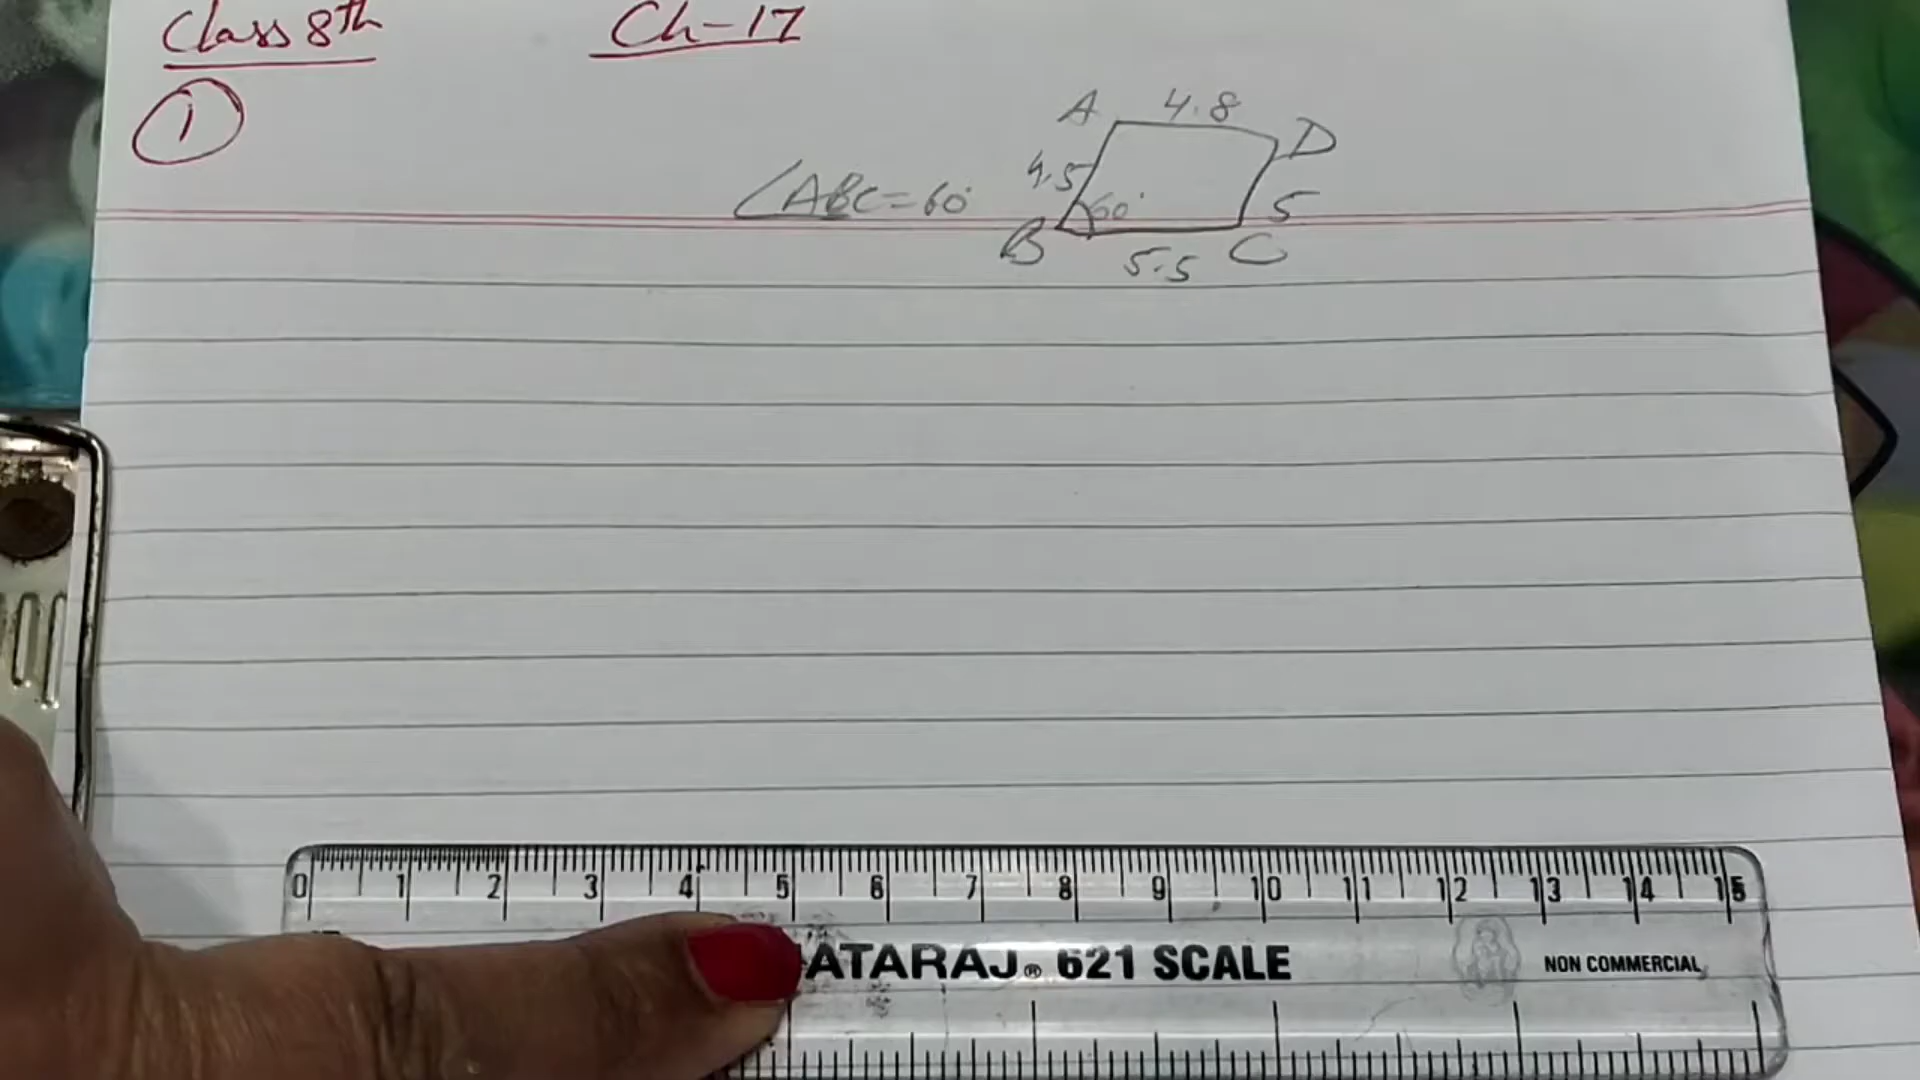 Class 8th Ch-17
1
A 4.8 D
4.5
∠ABC=60° 60° 5
B 5.5 C
0 1 2 3 4 5 6 7 8 9 10 11 12 13 14 15
ATARAJ® 621 SCALE NON COMMERCIAL